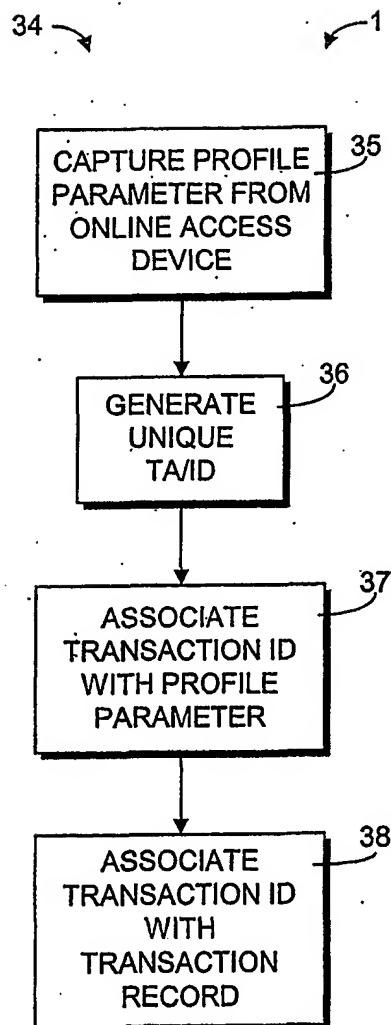 34 1
35
CAPTURE PROFILE
PARAMETER FROM
ONLINE ACCESS
DEVICE
36
GENERATE
UNIQUE
TA/ID
37
ASSOCIATE
TRANSACTION ID
WITH PROFILE
PARAMETER
38
ASSOCIATE
TRANSACTION ID
WITH
TRANSACTION
RECORD